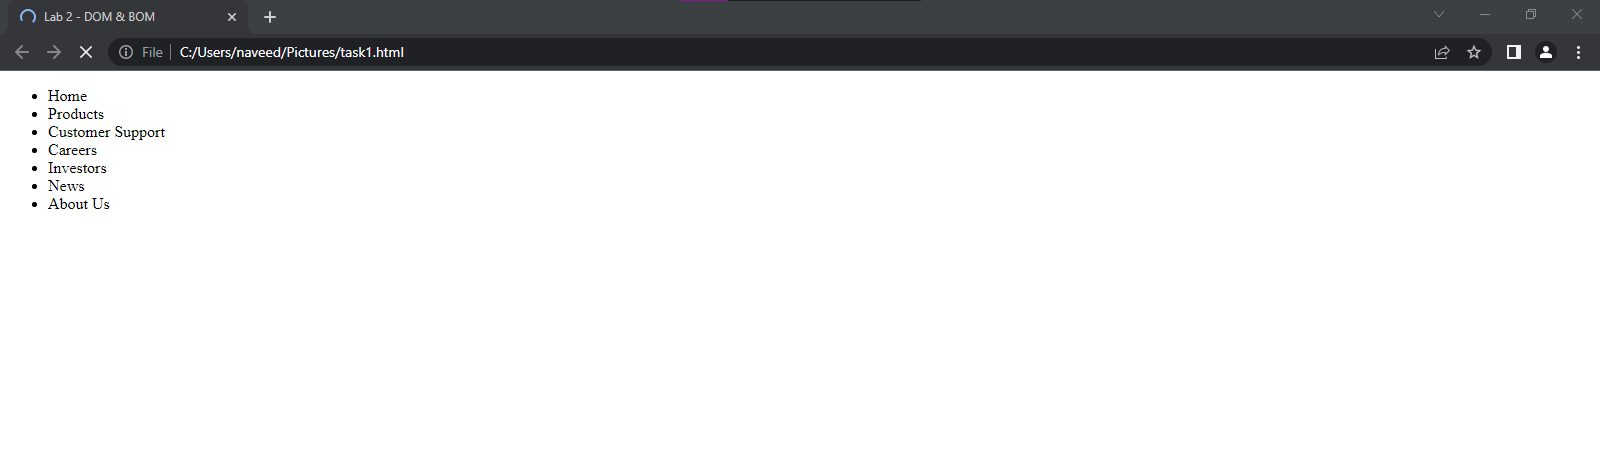 Lab 2 - DOM & BOM
File | C:/Users/naveed/Pictures/task1.html
• Home
• Products
• Customer Support
• Careers
• Investors
• News
• About Us